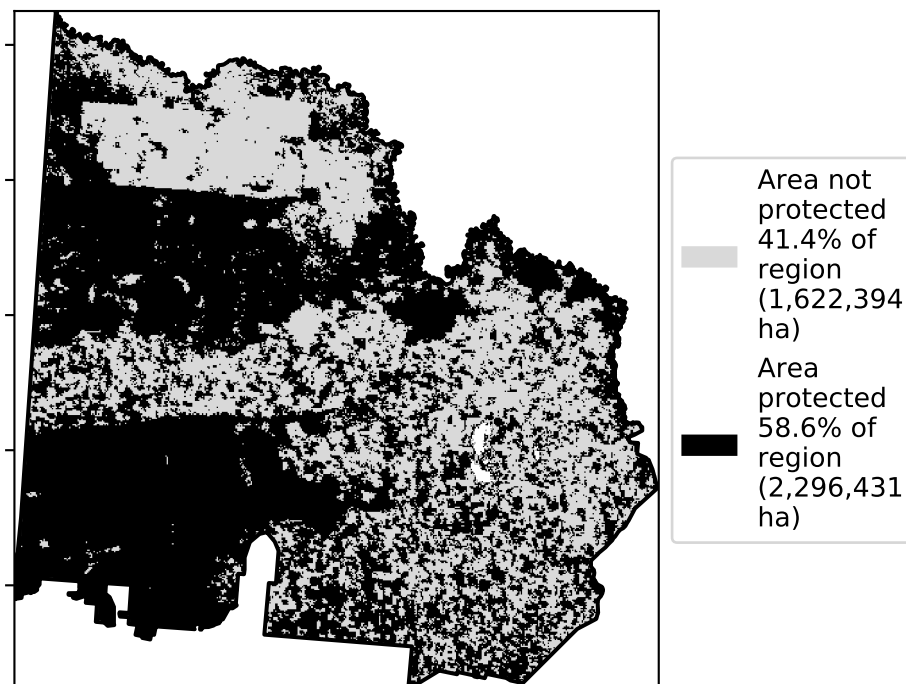 Area not
protected
41.4% of
region
(1,622,394
ha)
Area
protected
58.6% of
region
(2,296,431
ha)